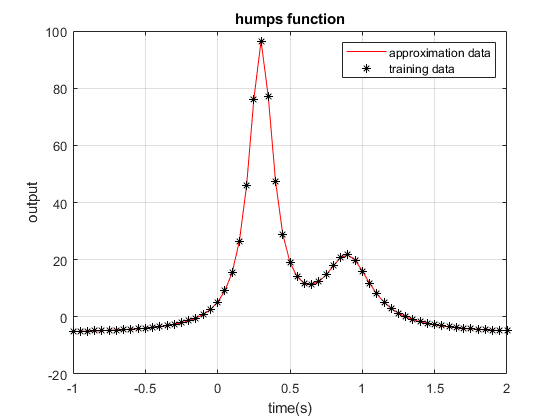 humps function
approximation data
training data
100
80
60
40
20
0
-20
output
-1
-0.5
0
0.5
1
1.5
2
time(s)